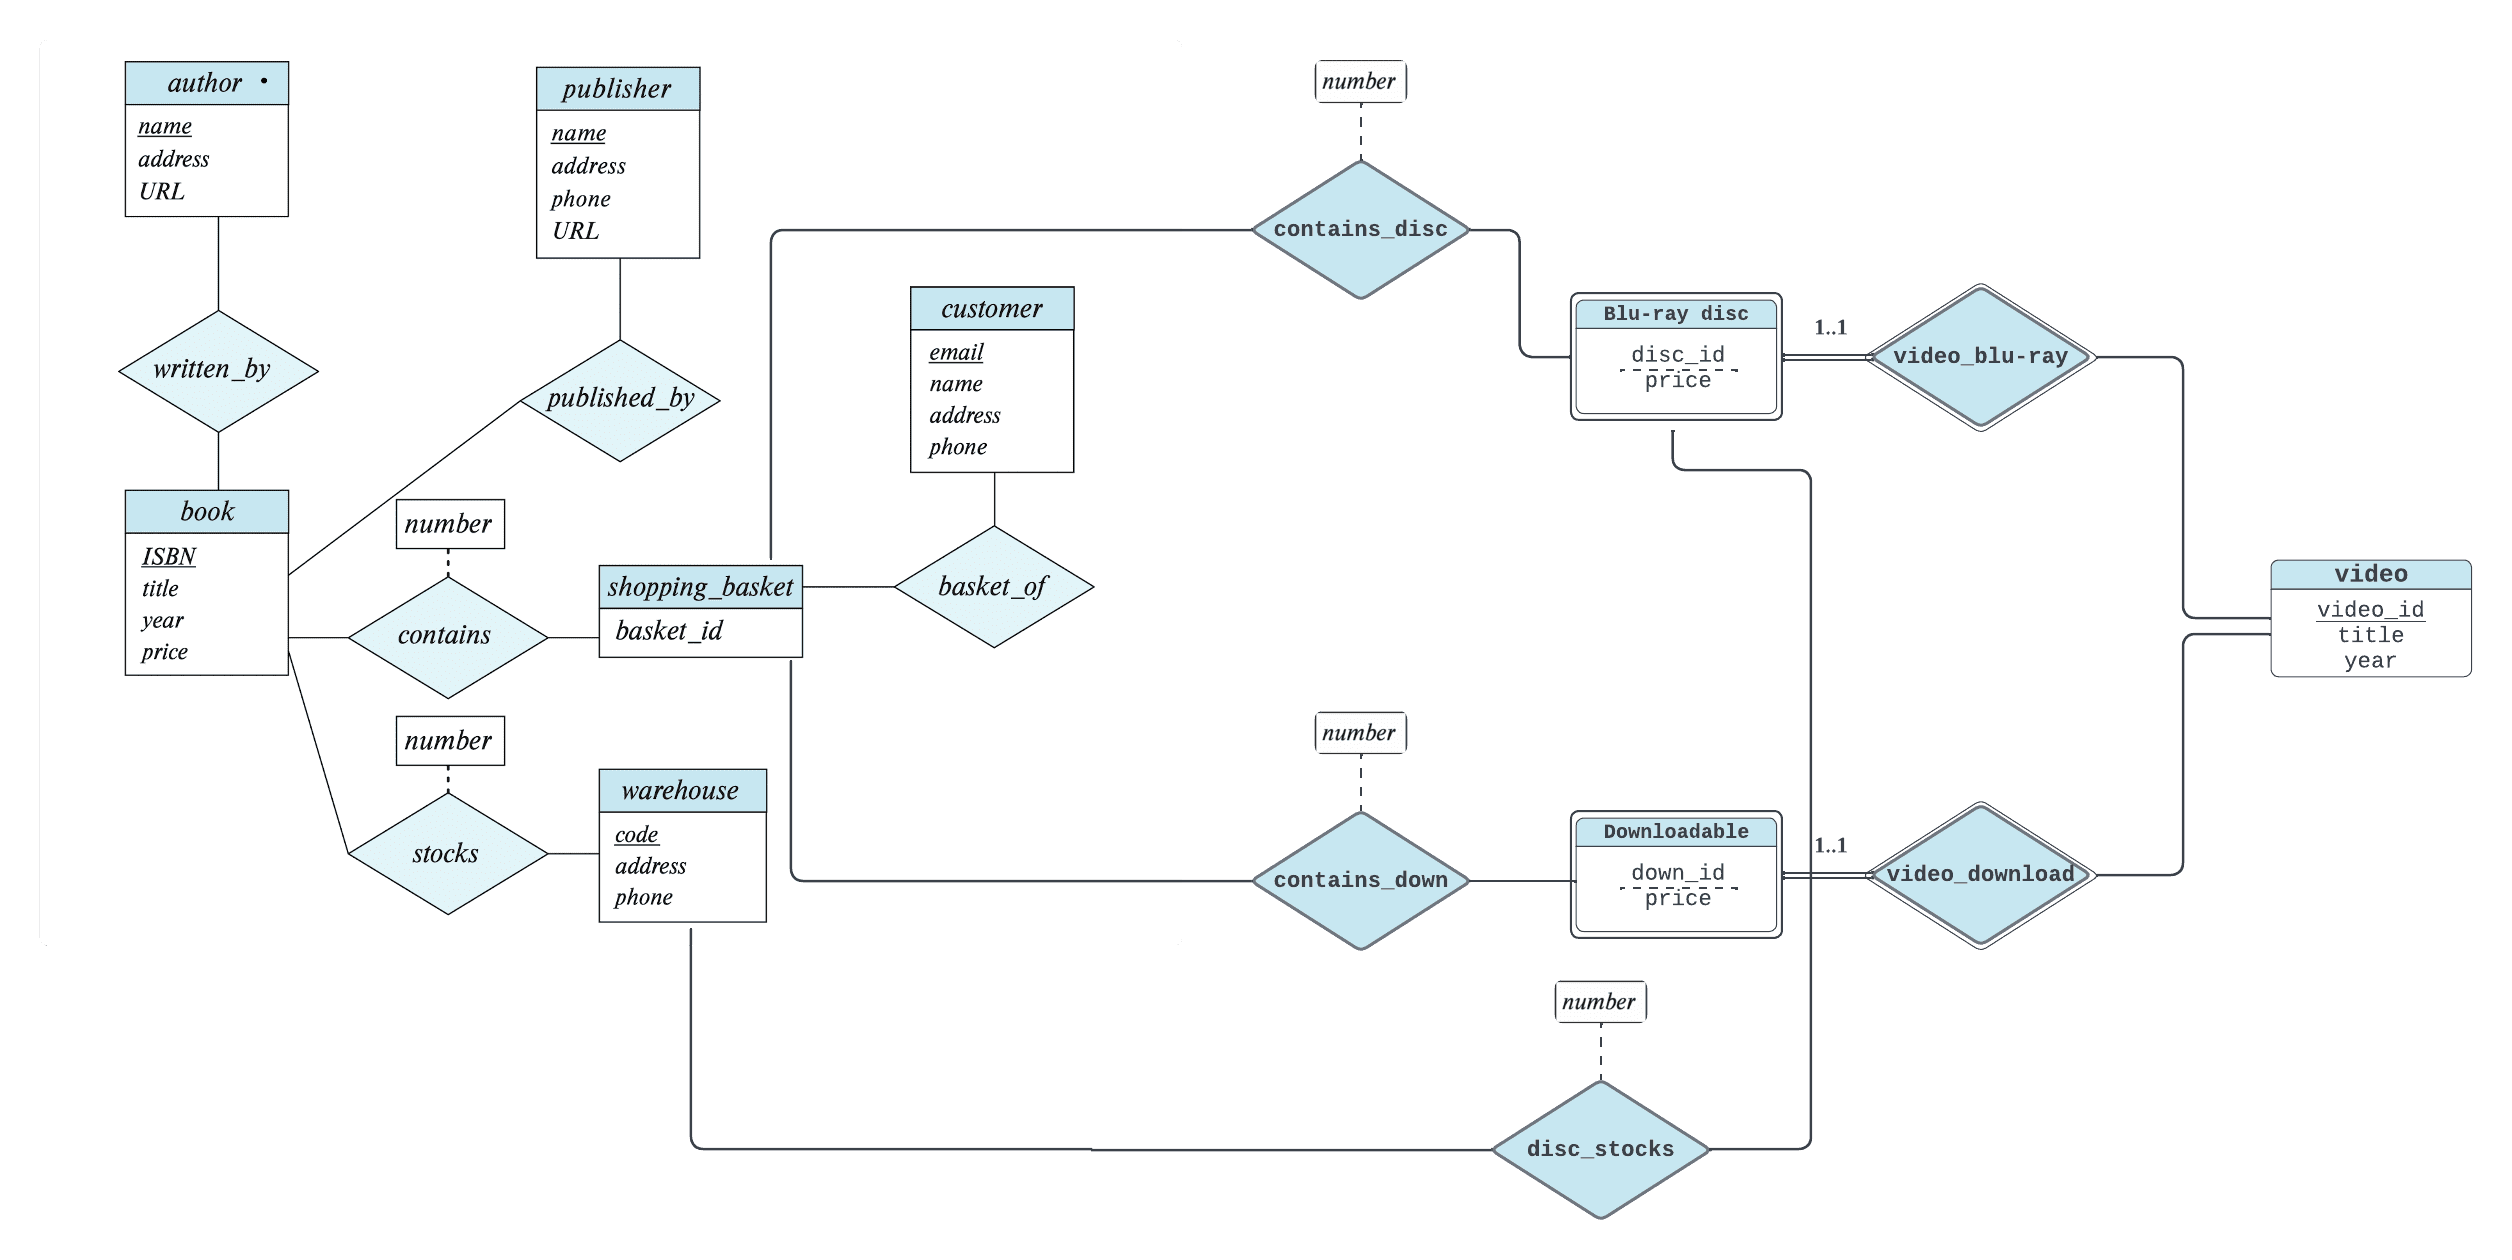 author
name
address
URL
publisher
name
address
phone
URL
number
contains_disc
customer
email
name
address
phone
Blu-ray disc
disc_id
price
1..1
video_blu-ray
written_by
published_by
book
ISBN
title
year
price
number
contains
shopping_basket
basket_id
basket_of
video
video_id
title
year
number
stocks
warehouse
code
address
phone
number
contains_down
Downloadable
down_id
price
1..1
video_download
number
disc_stocks